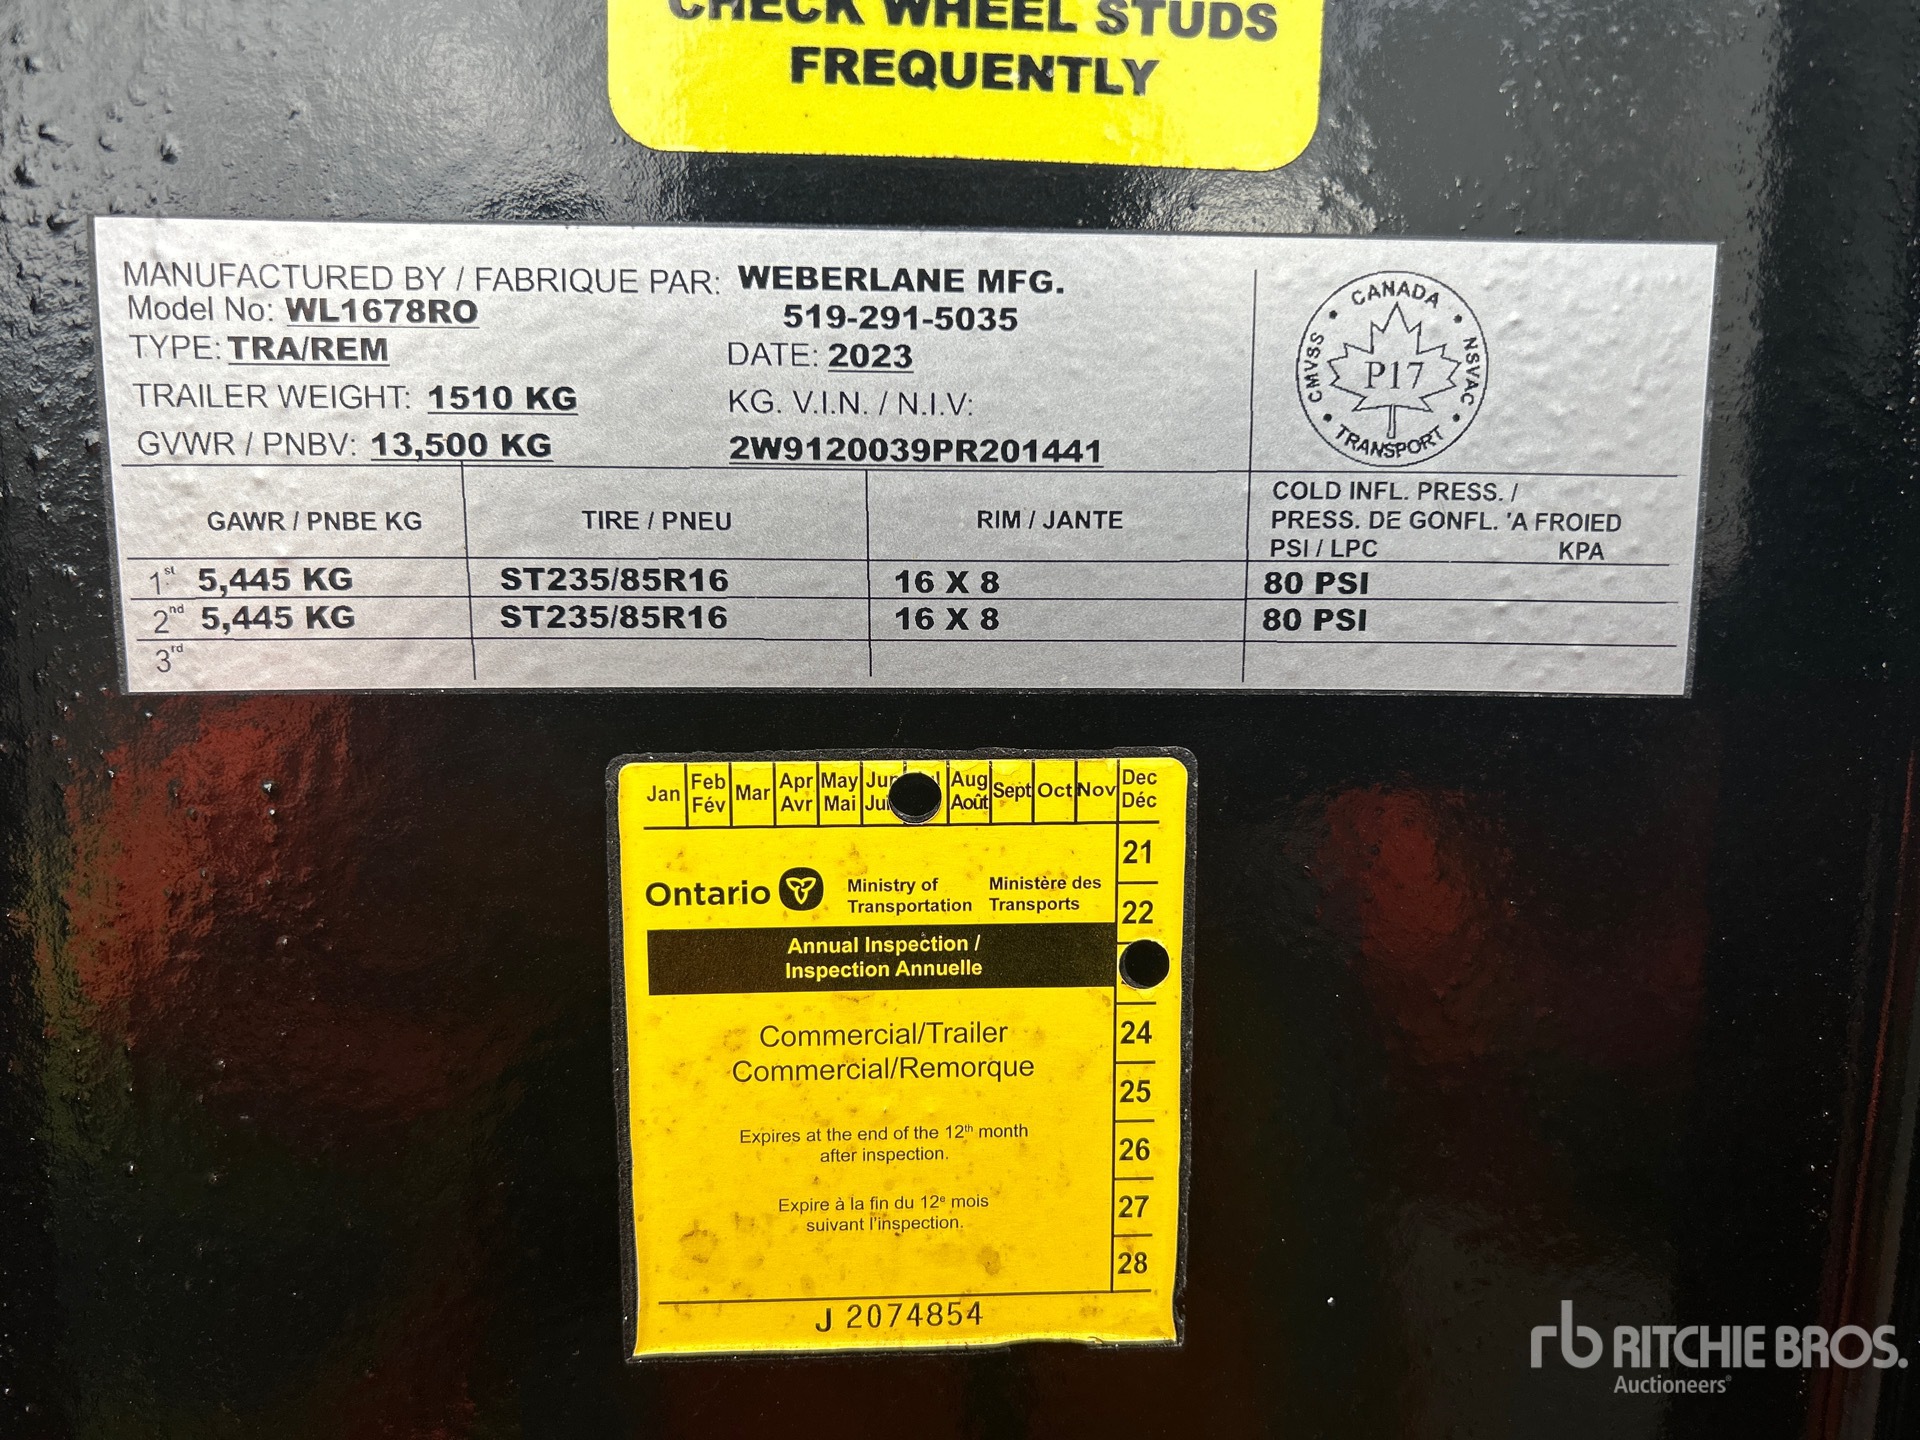 CHECK WHEEL STUDS
FREQUENTLY
MANUFACTURED BY / FABRIQUE PAR: WEBERLANE MFG.
Model No: WL1678RO 519-291-5035
TYPE: TRA/REM DATE: 2023
TRAILER WEIGHT: 1510 KG KG. V.I.N. / N.I.V:
GVWR / PNBV: 13,500 KG 2W9120039PR201441
CANADA
CMVSS P17 NSVAC
TRANSPORT
GAWR / PNBE KG TIRE / PNEU RIM / JANTE COLD INFL. PRESS. /
PRESS. DE GONFL. 'A FROIED
PSI / LPC KPA
1st 5,445 KG ST235/85R16 16 X 8 80 PSI
2nd 5,445 KG ST235/85R16 16 X 8 80 PSI
3rd
Jan Feb Mar Apr May Jun Aug Sept Oct Nov Dec
Fév Avr Mai Août Déc
21
Ontario Ministry of Ministère des
Transportation Transports
22
Annual Inspection /
Inspection Annuelle
Commercial/Trailer 24
Commercial/Remorque
25
Expires at the end of the 12th month
after inspection.
26
Expire à la fin du 12e mois
suivant l'inspection.
27
28
J 2074854
rb RITCHIE BROS.
Auctioneers